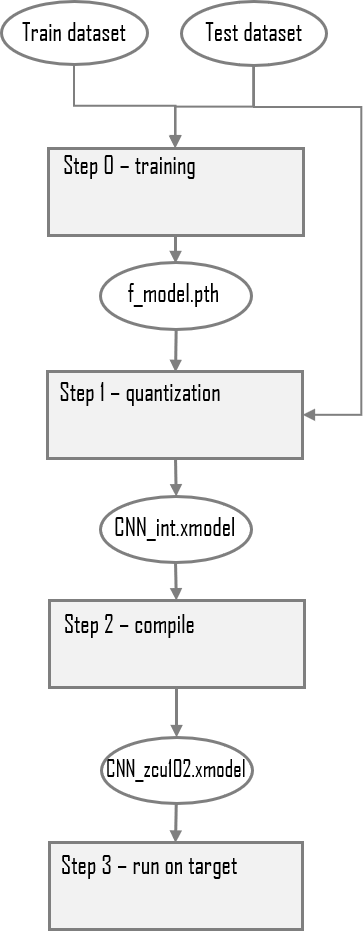 Train dataset
Test dataset
Step 0 – training
f_model.pth
Step 1 – quantization
CNN_int.xmodel
Step 2 – compile
CNN_zcu102.xmodel
Step 3 – run on target